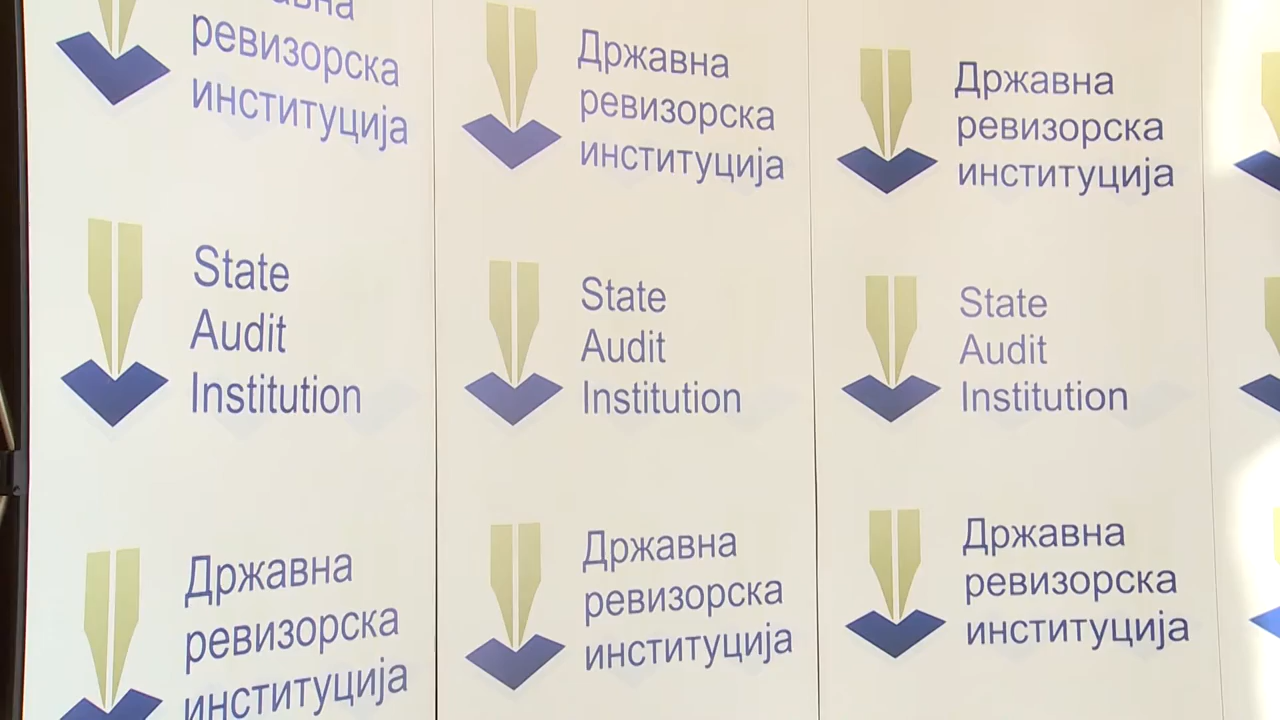 ревизорска
институција
Државна
ревизорска
институција
Државна
ревизорска
институција
State
Audit
Institution
State
Audit
Institution
State
Audit
Institution
Државна
ревизорска
институција
Државна
ревизорска
институција
Државна
ревизорска
институција